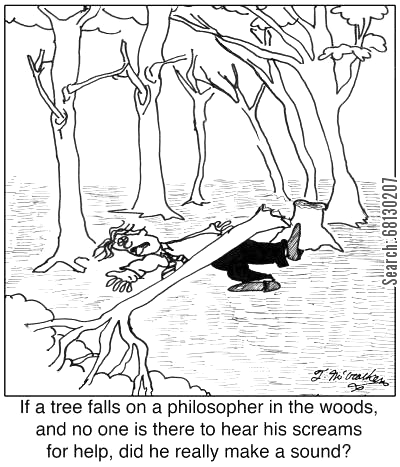 Search: 68130207
T. McCracken
If a tree falls on a philosopher in the woods,
and no one is there to hear his screams
for help, did he really make a sound?